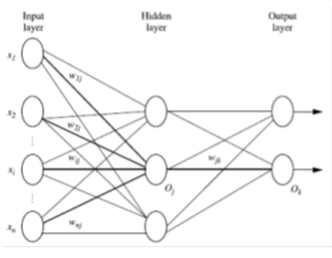 Input
layer
Hidden
layer
Output
layer
x1
w1j
x2
w2j
⋮
xi
wij
wjk
Oj
Ok
⋮
xn
wnj